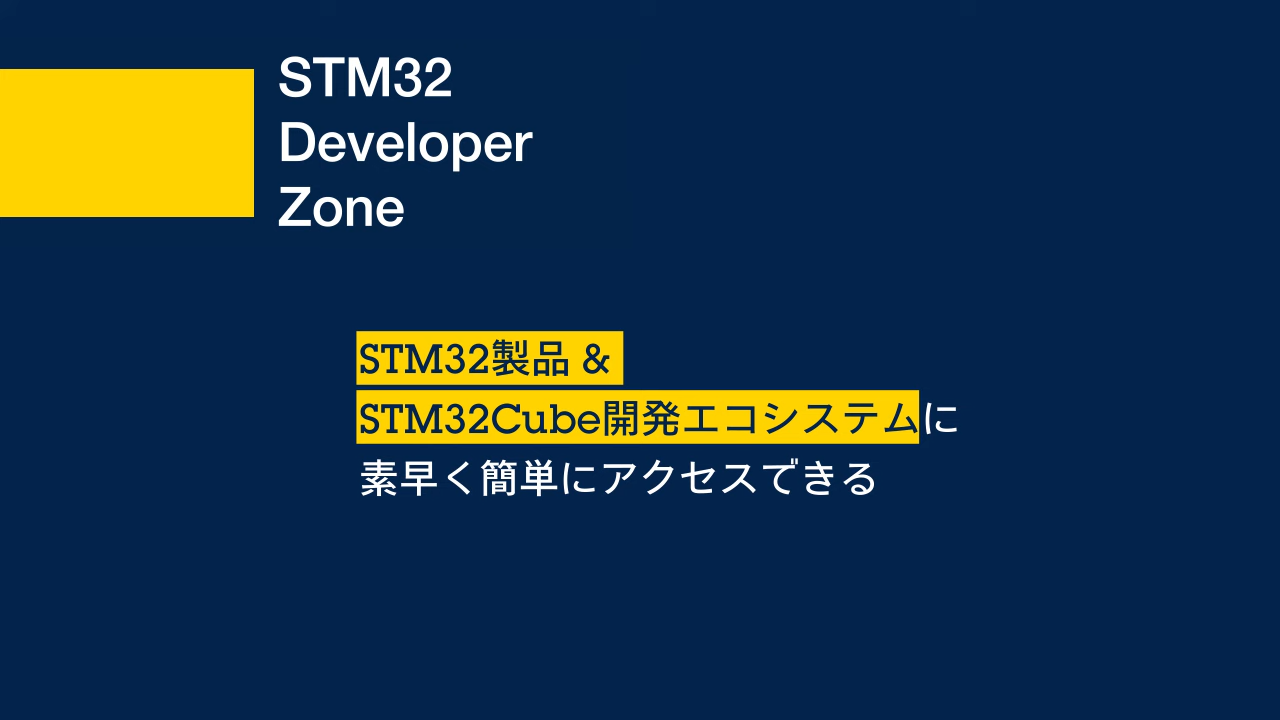 STM32
Developer
Zone
STM32製品 &
STM32Cube開発エコシステムに
素早く簡単にアクセスできる